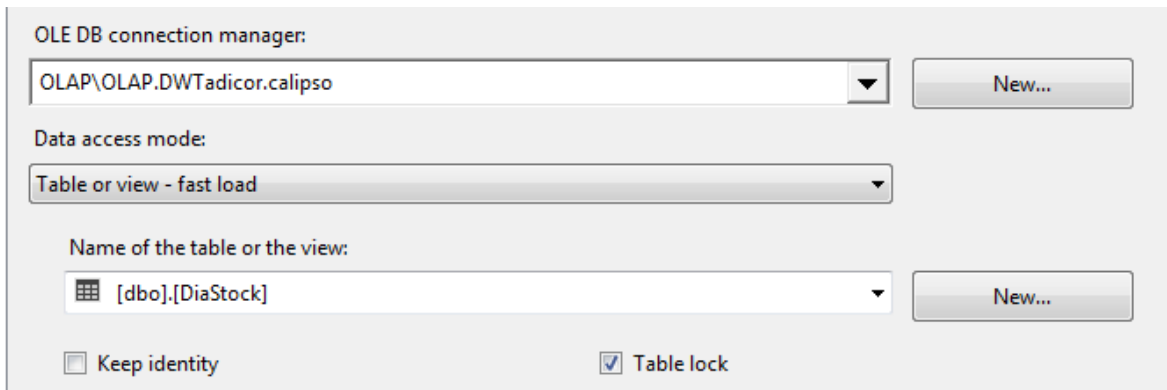 OLE DB connection manager:
OLAP\OLAP.DWTadicor.calipso
New...
Data access mode:
Table or view - fast load
Name of the table or the view:
[dbo].[DiaStock]
New...
Keep identity
Table lock